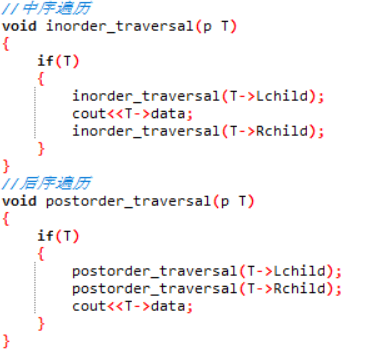 //中序遍历
void inorder_traversal(p T)
{
    if(T)
    {
        inorder_traversal(T->Lchild);
        cout<<T->data;
        inorder_traversal(T->Rchild);
    }
}
//后序遍历
void postorder_traversal(p T)
{
    if(T)
    {
        postorder_traversal(T->Lchild);
        postorder_traversal(T->Rchild);
        cout<<T->data;
    }
}